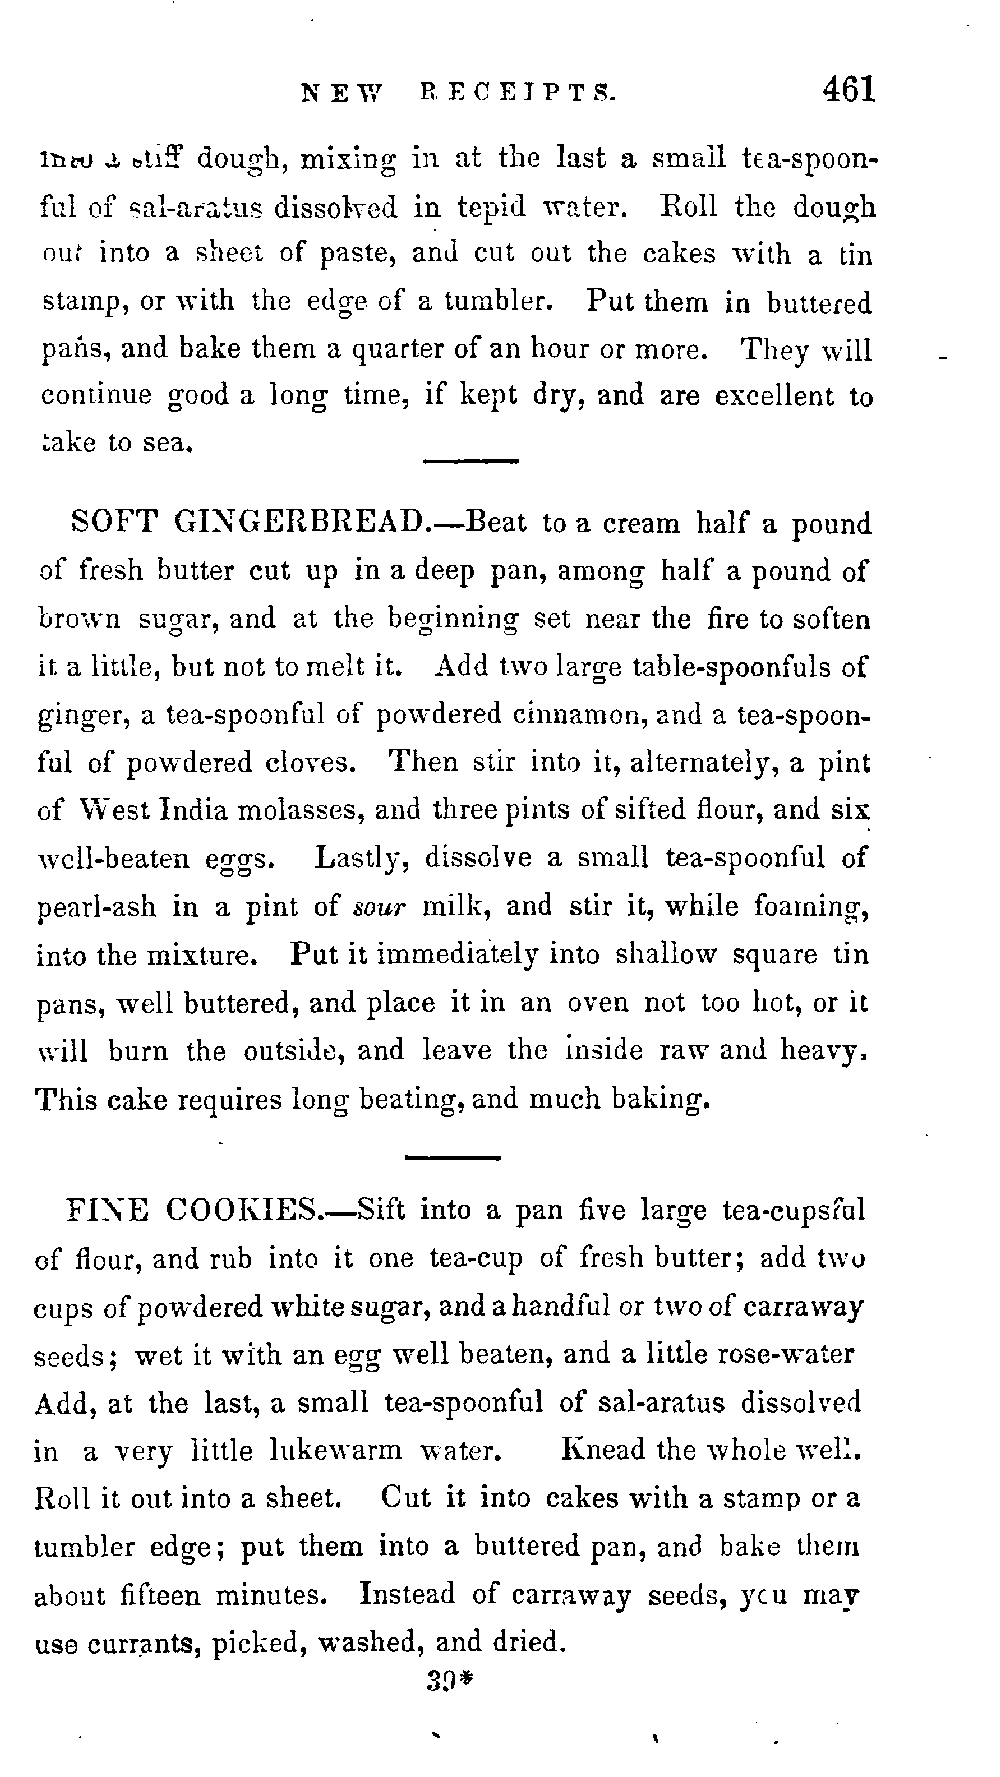 NEW RECEIPTS. 461
stiff dough, mixing in at the last a small tea-spoon-
ful of sal-aratus dissolved in tepid water. Roll the dough
out into a sheet of paste, and cut out the cakes with a tin
stamp, or with the edge of a tumbler. Put them in buttered
pans, and bake them a quarter of an hour or more. They will
continue good a long time, if kept dry, and are excellent to
take to sea.
SOFT GINGERBREAD.—Beat to a cream half a pound
of fresh butter cut up in a deep pan, among half a pound of
brown sugar, and at the beginning set near the fire to soften
it a little, but not to melt it. Add two large table-spoonfuls of
ginger, a tea-spoonful of powdered cinnamon, and a tea-spoon-
ful of powdered cloves. Then stir into it, alternately, a pint
of West India molasses, and three pints of sifted flour, and six
well-beaten eggs. Lastly, dissolve a small tea-spoonful of
pearl-ash in a pint of sour milk, and stir it, while foaming,
into the mixture. Put it immediately into shallow square tin
pans, well buttered, and place it in an oven not too hot, or it
will burn the outside, and leave the inside raw and heavy.
This cake requires long beating, and much baking.
FINE COOKIES.—Sift into a pan five large tea-cupsful
of flour, and rub into it one tea-cup of fresh butter; add two
cups of powdered white sugar, and a handful or two of carraway
seeds; wet it with an egg well beaten, and a little rose-water
Add, at the last, a small tea-spoonful of sal-aratus dissolved
in a very little lukewarm water. Knead the whole well.
Roll it out into a sheet. Cut it into cakes with a stamp or a
tumbler edge; put them into a buttered pan, and bake them
about fifteen minutes. Instead of carraway seeds, you may
use currants, picked, washed, and dried.
39*